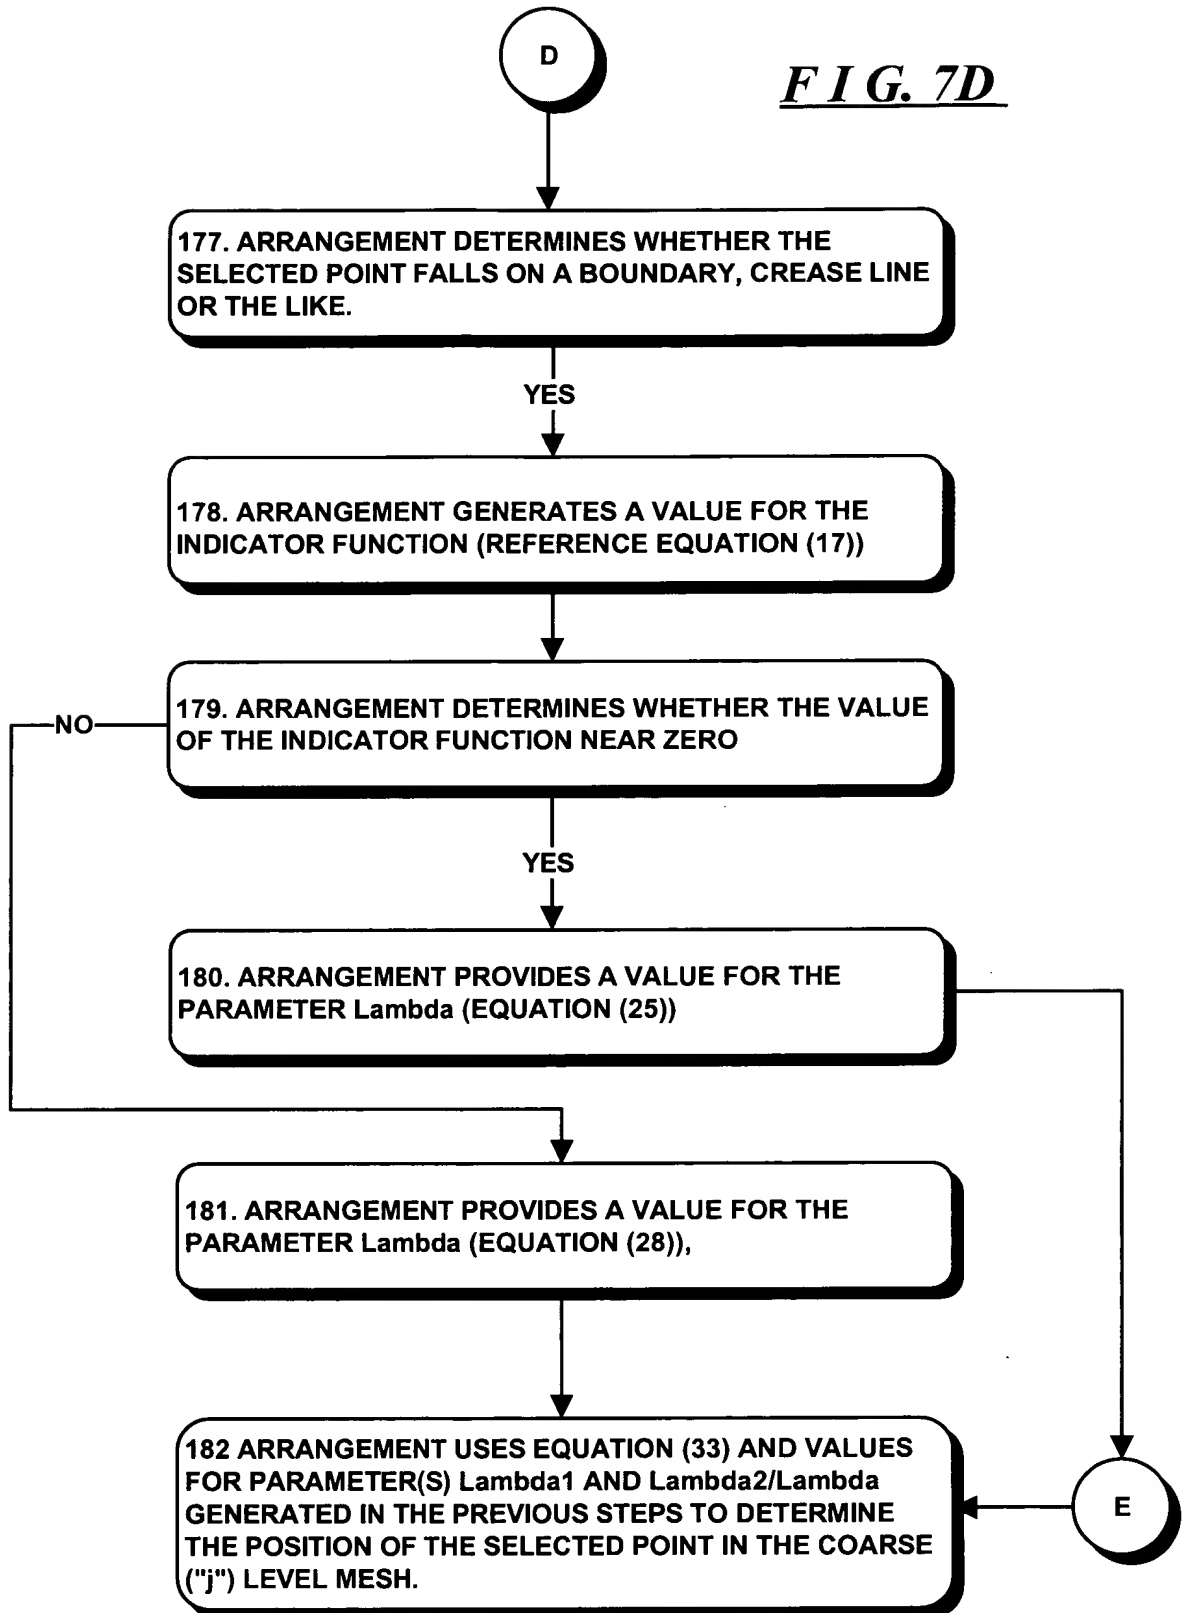 D
F I G. 7D
177. ARRANGEMENT DETERMINES WHETHER THE
SELECTED POINT FALLS ON A BOUNDARY, CREASE LINE
OR THE LIKE.
YES
178. ARRANGEMENT GENERATES A VALUE FOR THE
INDICATOR FUNCTION (REFERENCE EQUATION (17))
179. ARRANGEMENT DETERMINES WHETHER THE VALUE
OF THE INDICATOR FUNCTION NEAR ZERO
NO
YES
180. ARRANGEMENT PROVIDES A VALUE FOR THE
PARAMETER Lambda (EQUATION (25))
181. ARRANGEMENT PROVIDES A VALUE FOR THE
PARAMETER Lambda (EQUATION (28)),
182 ARRANGEMENT USES EQUATION (33) AND VALUES
FOR PARAMETER(S) Lambda1 AND Lambda2/Lambda
GENERATED IN THE PREVIOUS STEPS TO DETERMINE
THE POSITION OF THE SELECTED POINT IN THE COARSE
("j") LEVEL MESH.
E